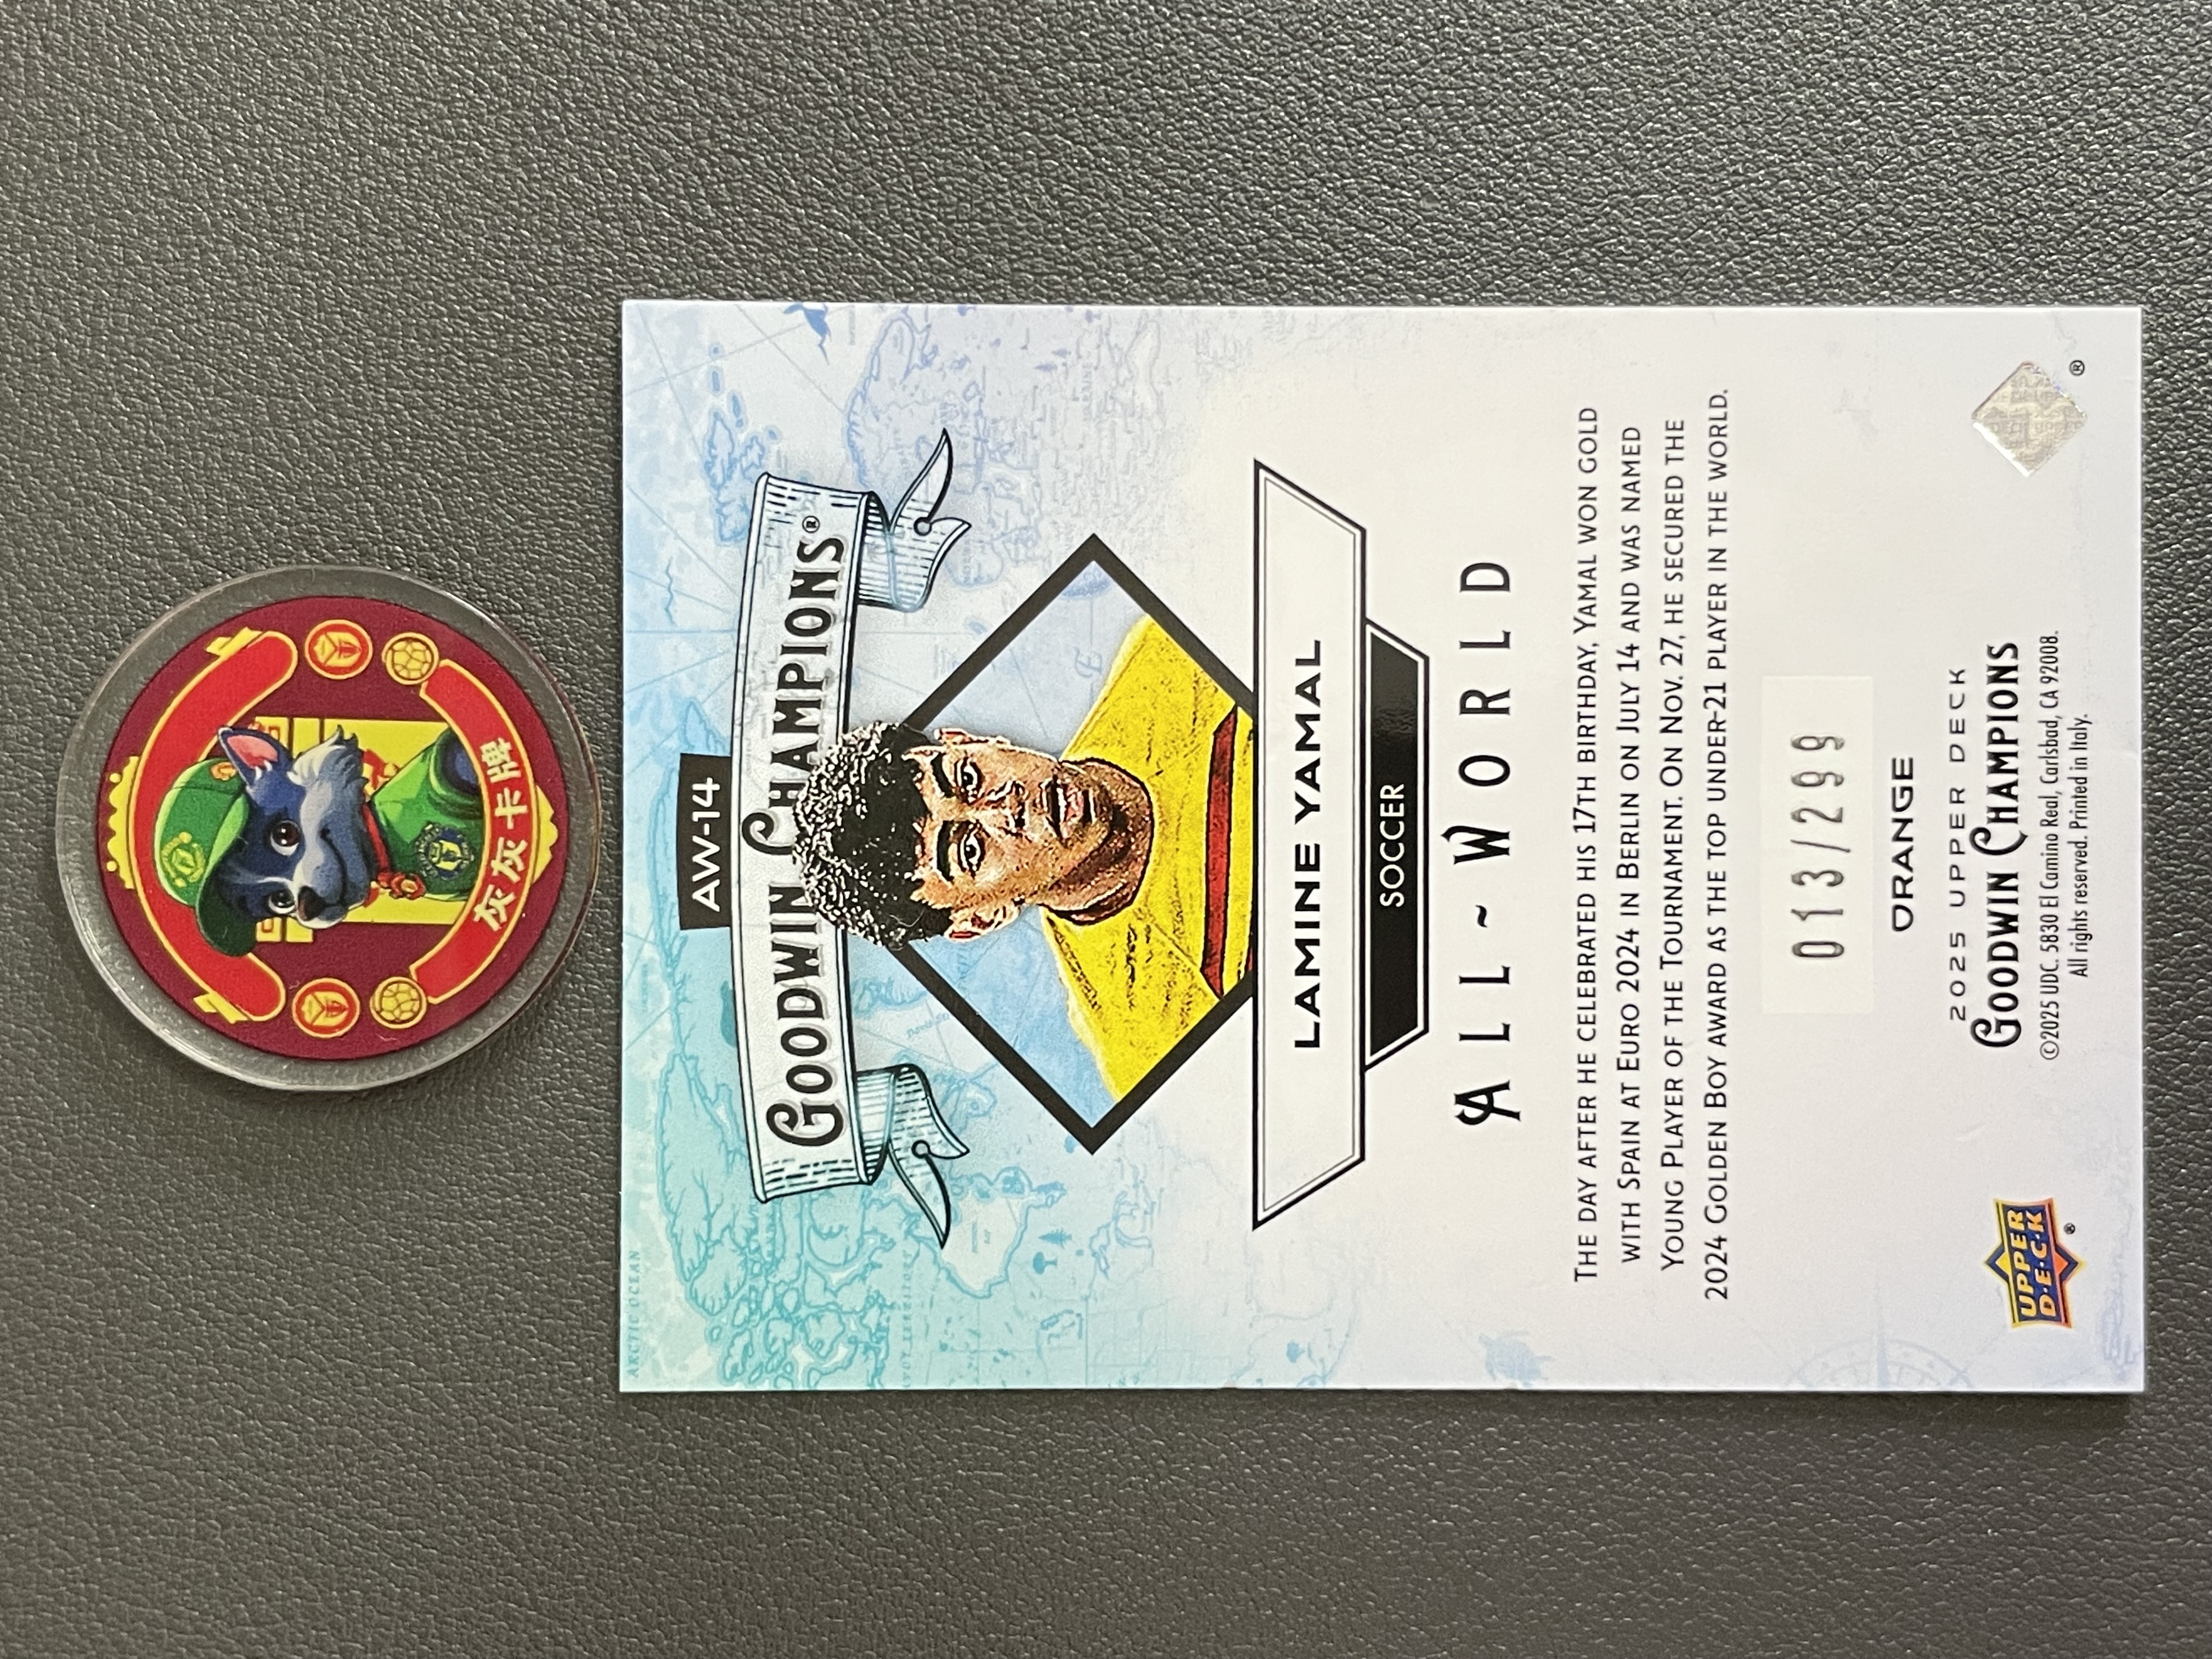 灰灰卡牌
AW-14
GOODWIN CHAMPIONS®
LAMINE YAMAL
SOCCER
ALL~WORLD
THE DAY AFTER HE CELEBRATED HIS 17TH BIRTHDAY, YAMAL WON GOLD
WITH SPAIN AT EURO 2024 IN BERLIN ON JULY 14 AND WAS NAMED
YOUNG PLAYER OF THE TOURNAMENT. ON NOV. 27, HE SECURED THE
2024 GOLDEN BOY AWARD AS THE TOP UNDER-21 PLAYER IN THE WORLD.
013/299
ORANGE
2025 UPPER DECK
GOODWIN CHAMPIONS
©2025 UDC. 5830 El Camino Real, Carlsbad, CA 92008.
All rights reserved. Printed in Italy.
UPPER
D·E·C·K
®
®
ARCTIC OCEAN